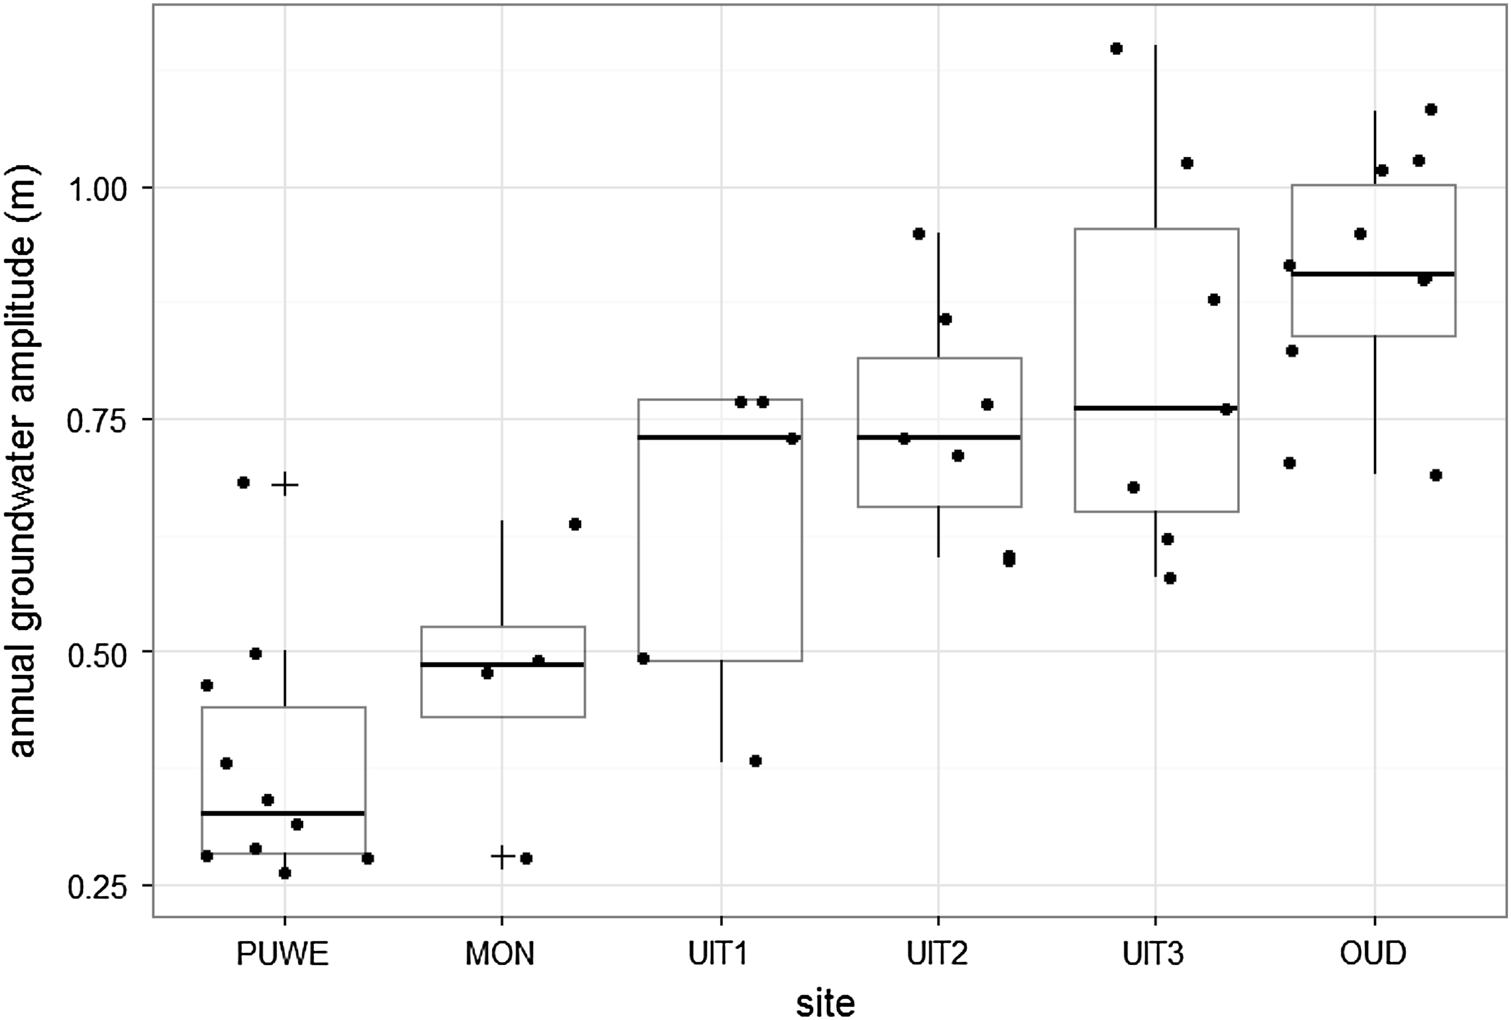 annual groundwater amplitude (m)
1.00
0.75
0.50
0.25
PUWE MON UIT1 UIT2 UIT3 OUD
site